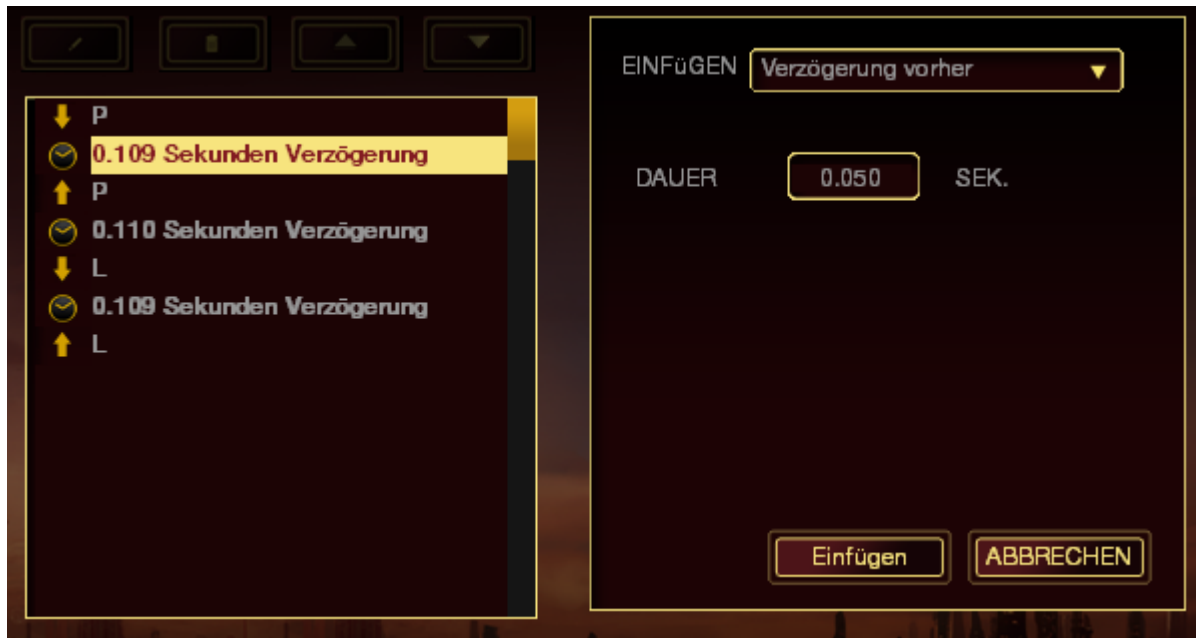 P
0.109 Sekunden Verzögerung
P
0.110 Sekunden Verzögerung
L
0.109 Sekunden Verzögerung
L
EINFüGEN Verzögerung vorher
DAUER 0.050 SEK.
Einfügen ABBRECHEN